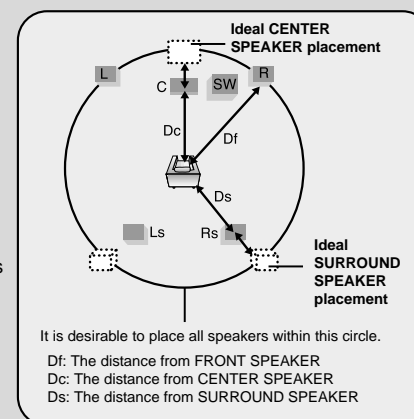 Ideal CENTER
SPEAKER placement
L
C
SW
R
Dc
Df
Ds
Ls
Rs
Ideal
SURROUND
SPEAKER
placement
s
It is desirable to place all speakers within this circle.
Df: The distance from FRONT SPEAKER
Dc: The distance from CENTER SPEAKER
Ds: The distance from SURROUND SPEAKER